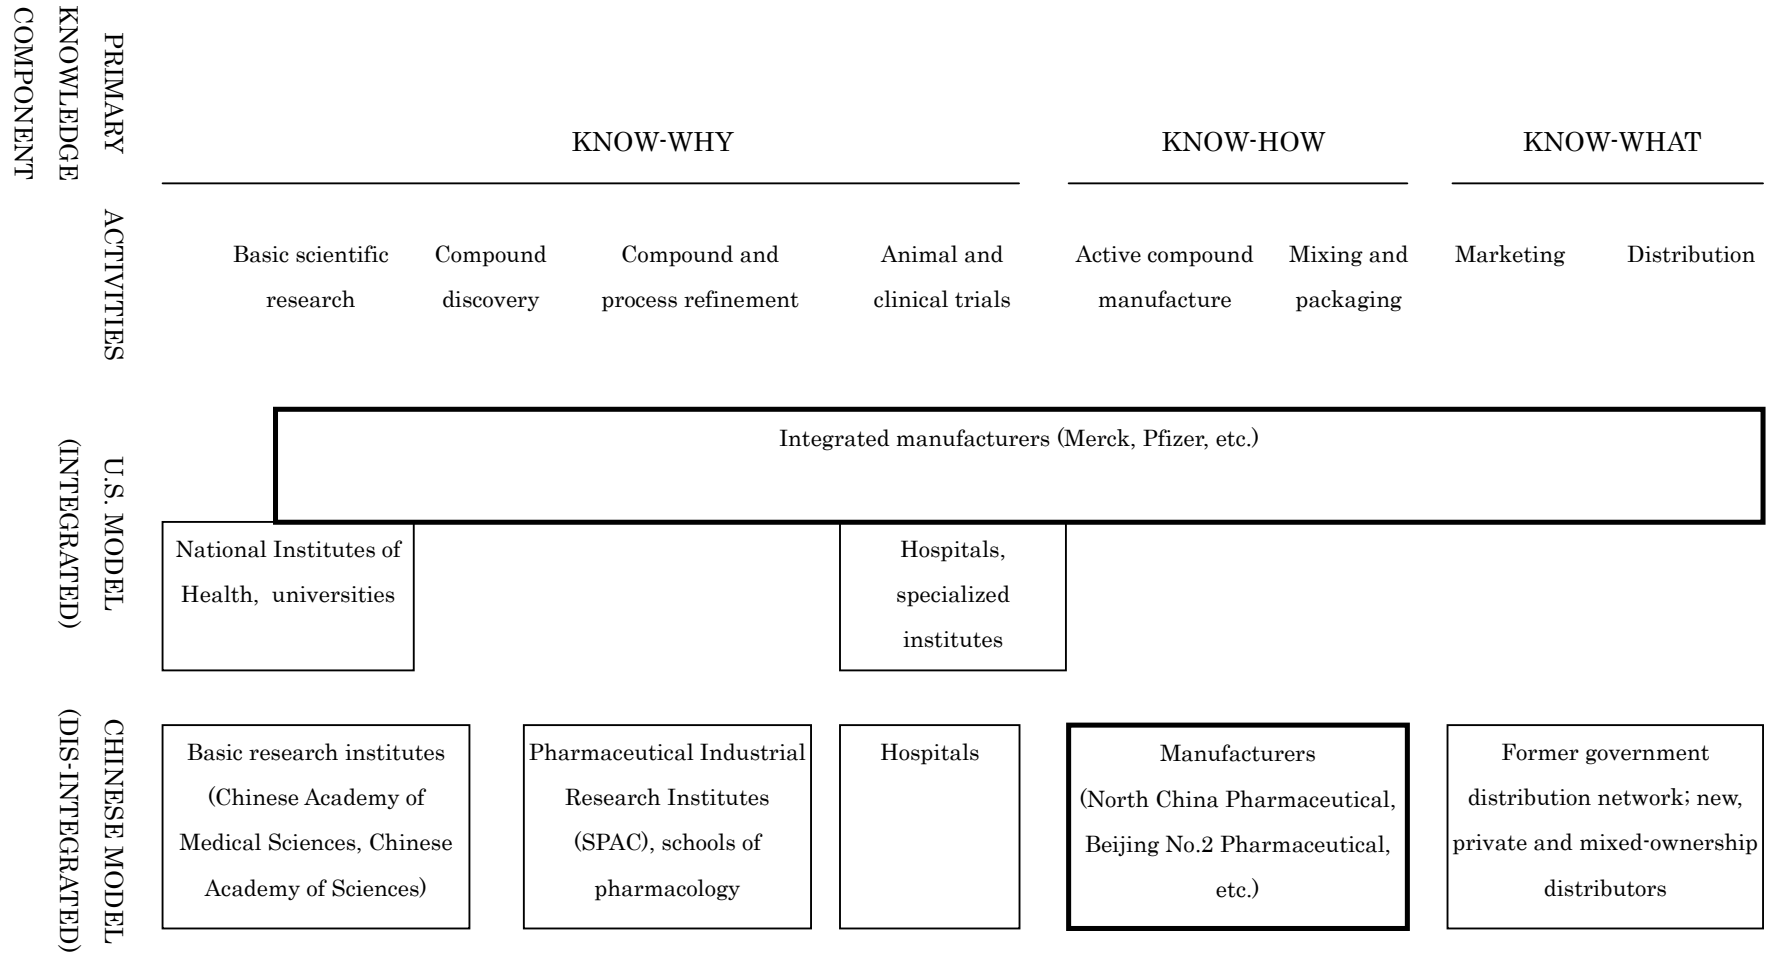 PRIMARY
KNOWLEDGE
COMPONENT
KNOW-WHY
KNOW-HOW
KNOW-WHAT
ACTIVITIES
Basic scientific
research
Compound
discovery
Compound and
process refinement
Animal and
clinical trials
Active compound
manufacture
Mixing and
packaging
Marketing
Distribution
U.S. MODEL
(INTEGRATED)
Integrated manufacturers (Merck, Pfizer, etc.)
National Institutes of
Health, universities
Hospitals,
specialized
institutes
CHINESE MODEL
(DIS-INTEGRATED)
Basic research institutes
(Chinese Academy of
Medical Sciences, Chinese
Academy of Sciences)
Pharmaceutical Industrial
Research Institutes
(SPAC), schools of
pharmacology
Hospitals
Manufacturers
(North China Pharmaceutical,
Beijing No.2 Pharmaceutical,
etc.)
Former government
distribution network; new,
private and mixed-ownership
distributors